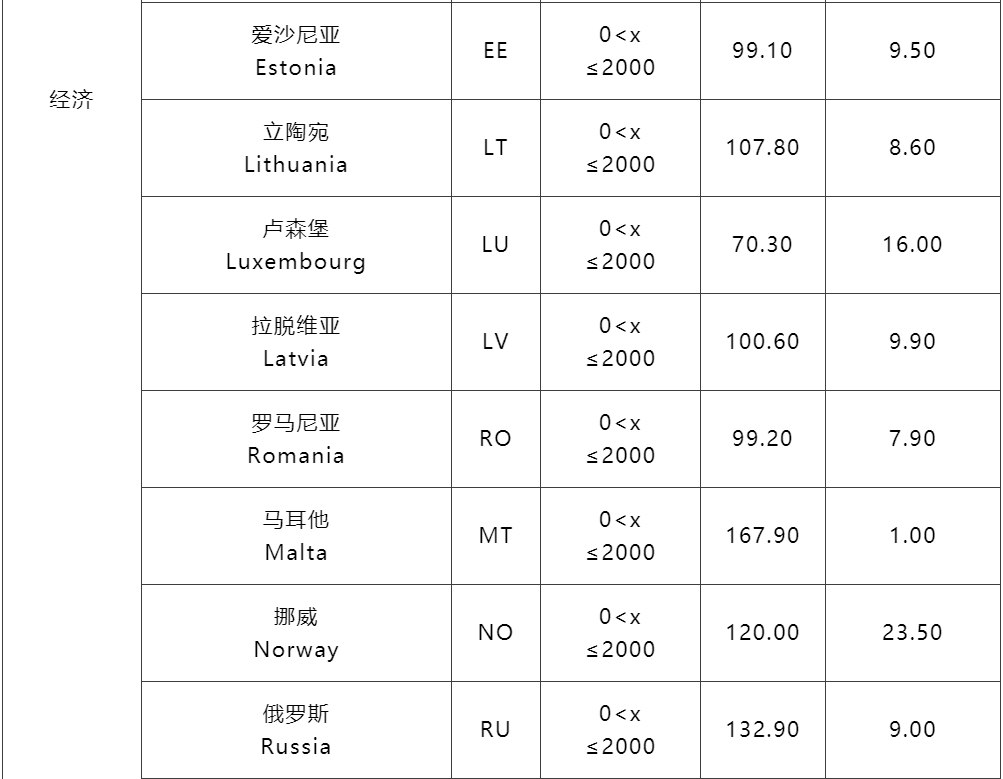 经济
爱沙尼亚
Estonia
EE
0<x
≤2000
99.10
9.50
立陶宛
Lithuania
LT
0<x
≤2000
107.80
8.60
卢森堡
Luxembourg
LU
0<x
≤2000
70.30
16.00
拉脱维亚
Latvia
LV
0<x
≤2000
100.60
9.90
罗马尼亚
Romania
RO
0<x
≤2000
99.20
7.90
马耳他
Malta
MT
0<x
≤2000
167.90
1.00
挪威
Norway
NO
0<x
≤2000
120.00
23.50
俄罗斯
Russia
RU
0<x
≤2000
132.90
9.00